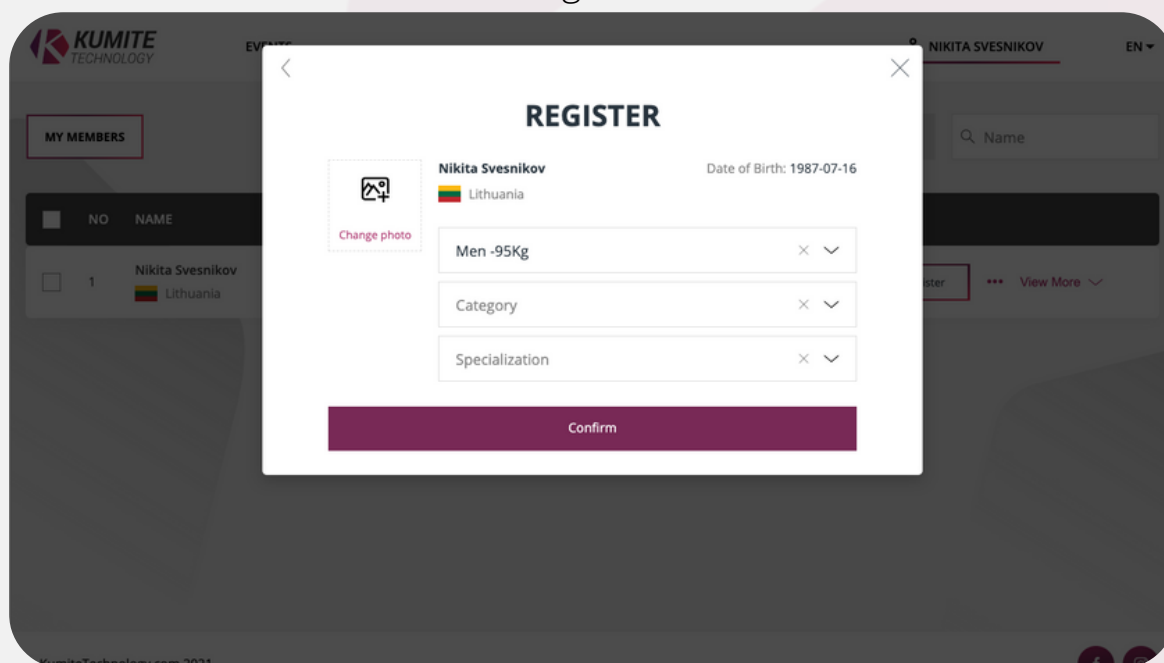 KUMITE
TECHNOLOGY
NIKITA SVESNIKOV
EN
MY MEMBERS
Name
REGISTER
Nikita Svesnikov
Date of Birth: 1987-07-16
Lithuania
Change photo
Men -95Kg
Category
Specialization
Confirm
NO NAME
1
Nikita Svesnikov
Lithuania
View More